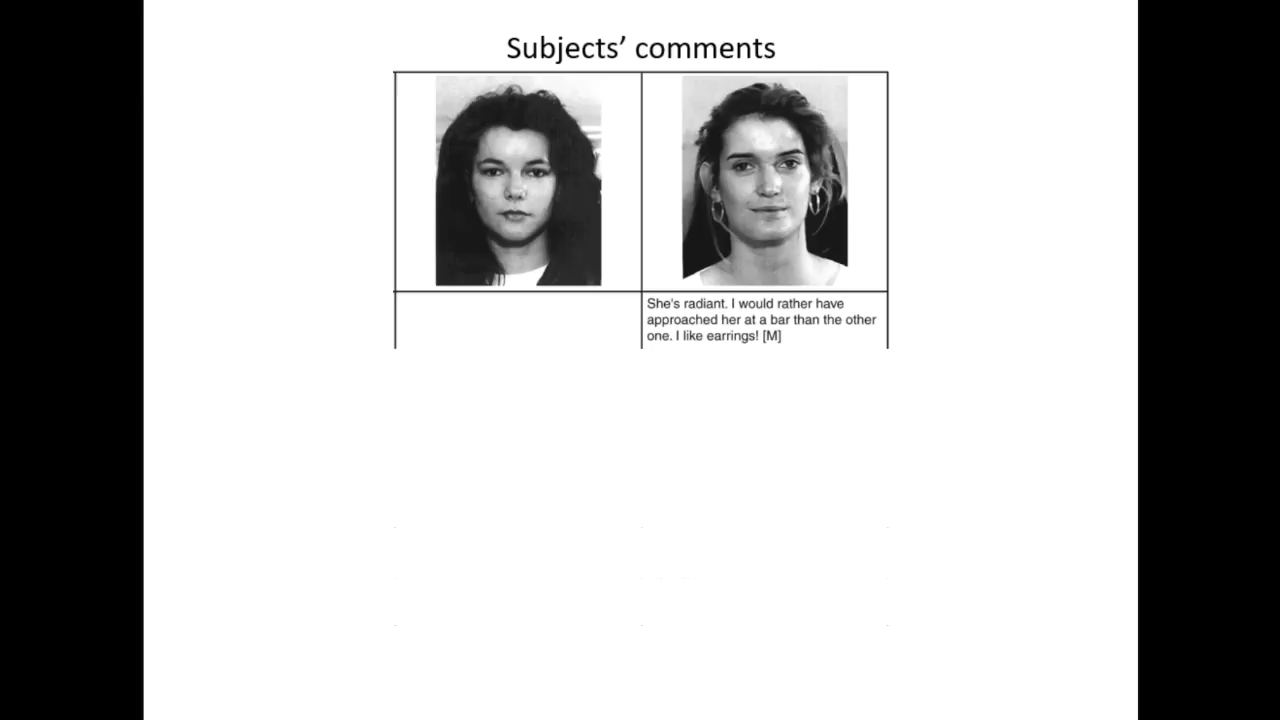 Subjects’ comments
She's radiant. I would rather have
approached her at a bar than the other
one. I like earrings! [M]